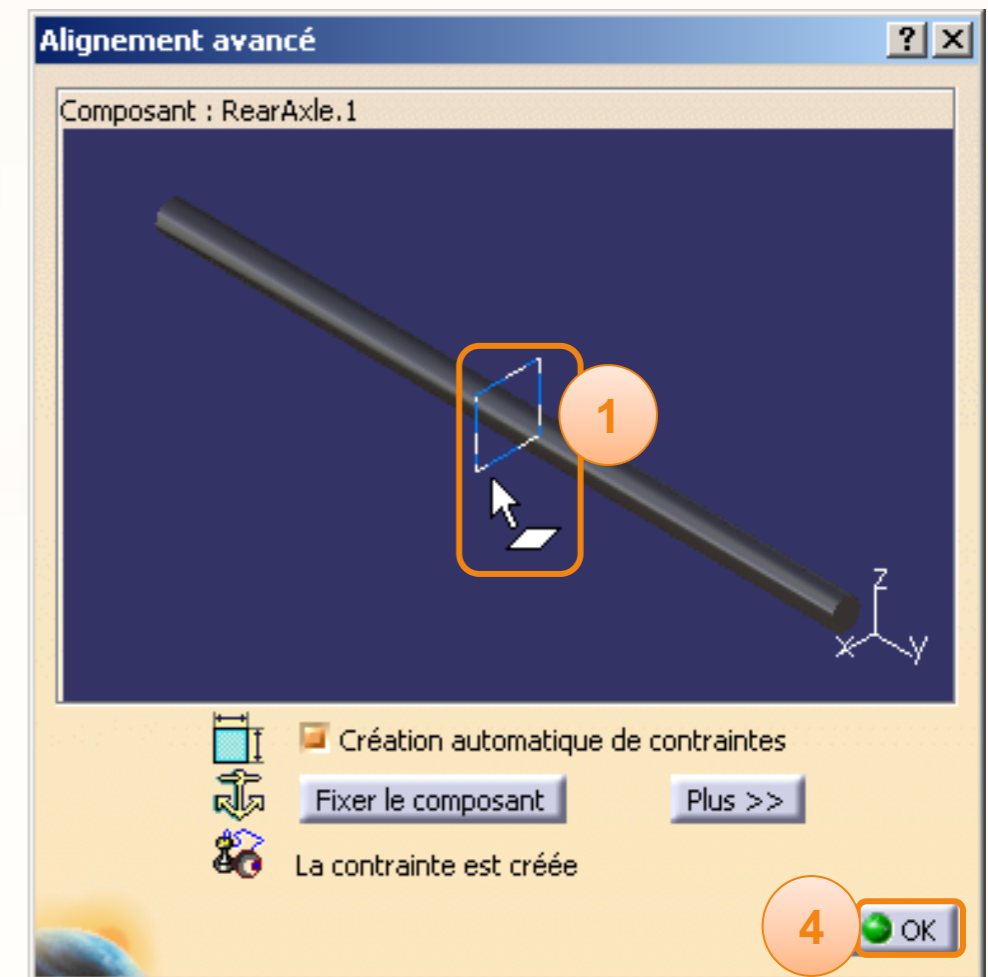 Alignement avancé
Composant : RearAxle.1
1
z
x
y
Création automatique de contraintes
Fixer le composant
Plus >>
La contrainte est créée
4
OK